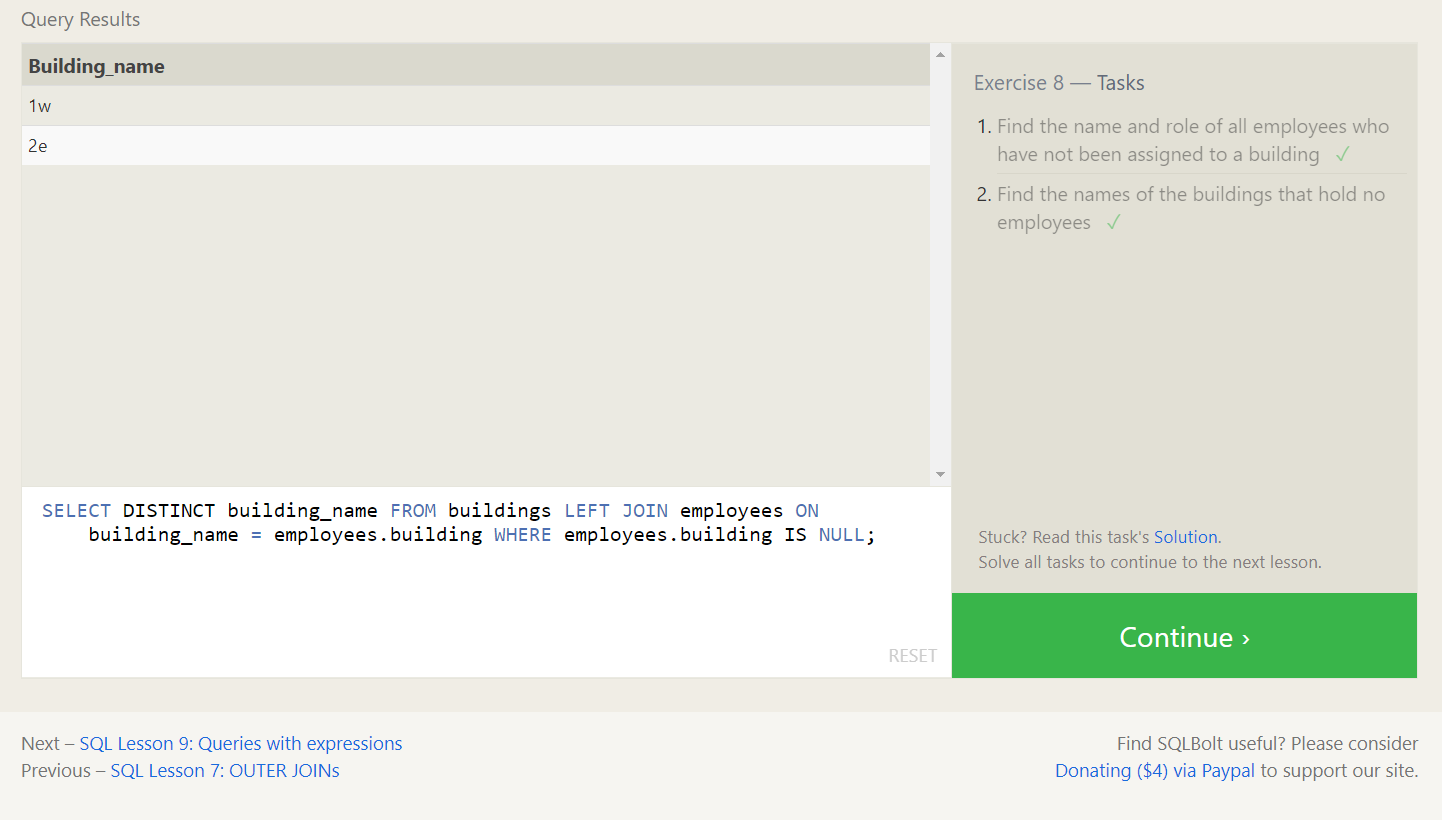 Query Results
Building_name
1w
2e
SELECT DISTINCT building_name FROM buildings LEFT JOIN employees ON
building_name = employees.building WHERE employees.building IS NULL;
RESET
Exercise 8 — Tasks
1. Find the name and role of all employees who
have not been assigned to a building ✓
2. Find the names of the buildings that hold no
employees ✓
Stuck? Read this task's Solution.
Solve all tasks to continue to the next lesson.
Continue ›
Next – SQL Lesson 9: Queries with expressions
Previous – SQL Lesson 7: OUTER JOINs
Find SQLBolt useful? Please consider
Donating ($4) via Paypal to support our site.